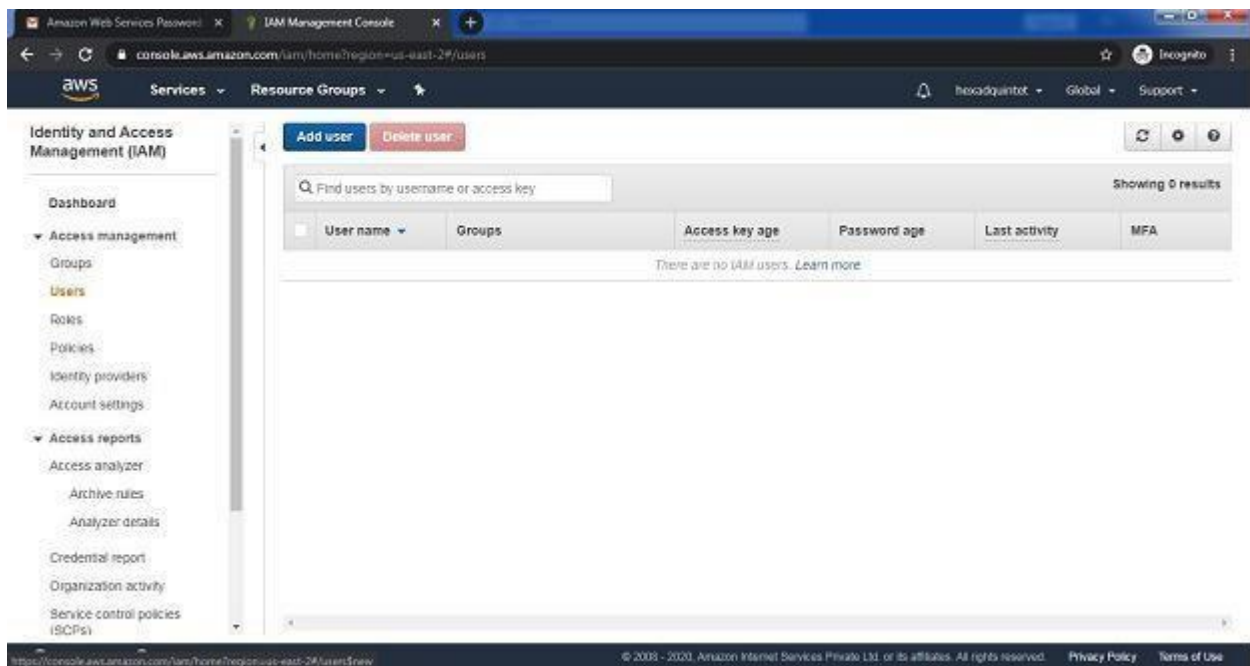 Amazon Web Services Password
IAM Management Console
console.aws.amazon.com/iam/home?region=us-east-2#/users
Incognito
aws
Services
Resource Groups
hexadquintet
Global
Support
Identity and Access
Management (IAM)
Dashboard
Access management
Groups
Users
Roles
Policies
Identity providers
Account settings
Access reports
Access analyzer
Archive rules
Analyzer details
Credential report
Organization activity
Service control policies
(SCPs)
Add user
Delete user
Find users by username or access key
Showing 0 results
User name
Groups
Access key age
Password age
Last activity
MFA
There are no IAM users. Learn more
https://console.aws.amazon.com/iam/home?region=us-east-2#/users$new
© 2008 - 2020, Amazon Internet Services Private Ltd. or its affiliates. All rights reserved.
Privacy Policy
Terms of Use